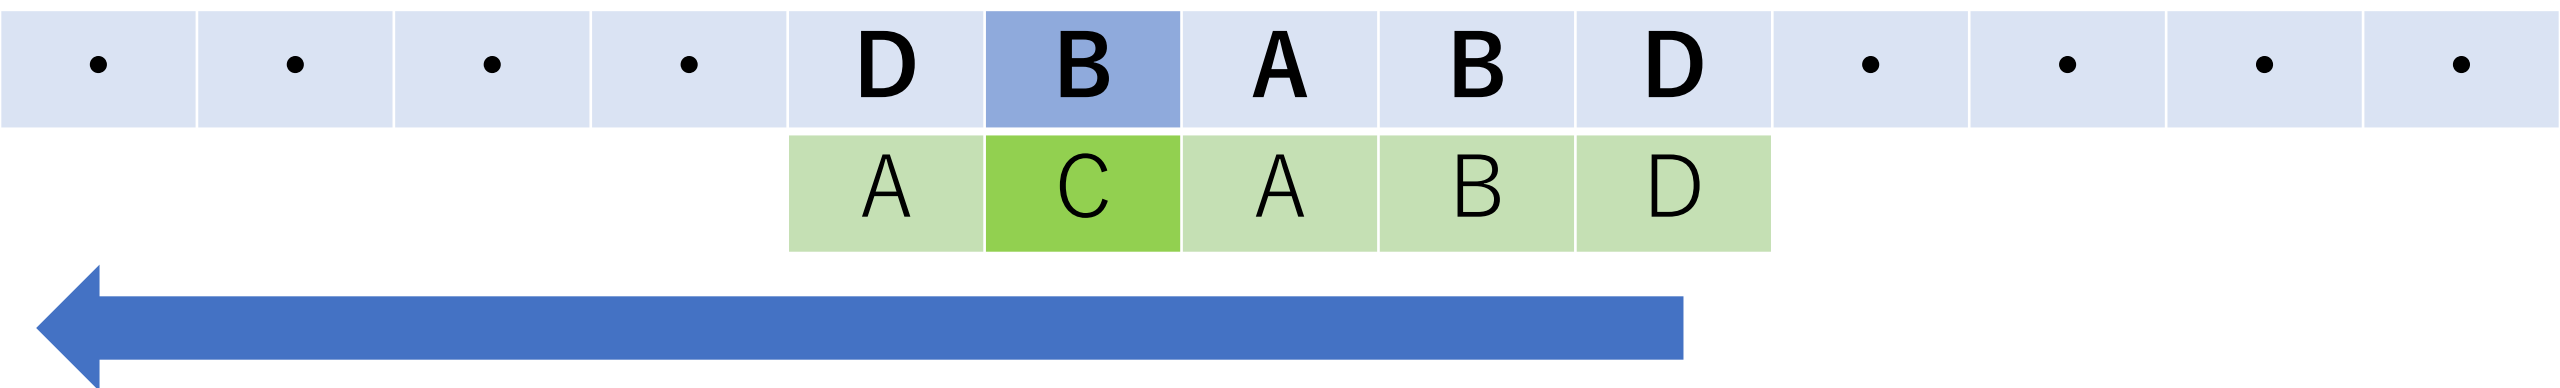 • • • • D B A B D • • • •
A C A B D